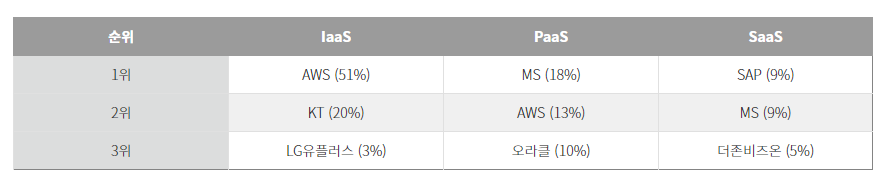 순위 IaaS PaaS SaaS
1위 AWS (51%) MS (18%) SAP (9%)
2위 KT (20%) AWS (13%) MS (9%)
3위 LG유플러스 (3%) 오라클 (10%) 더존비즈온 (5%)